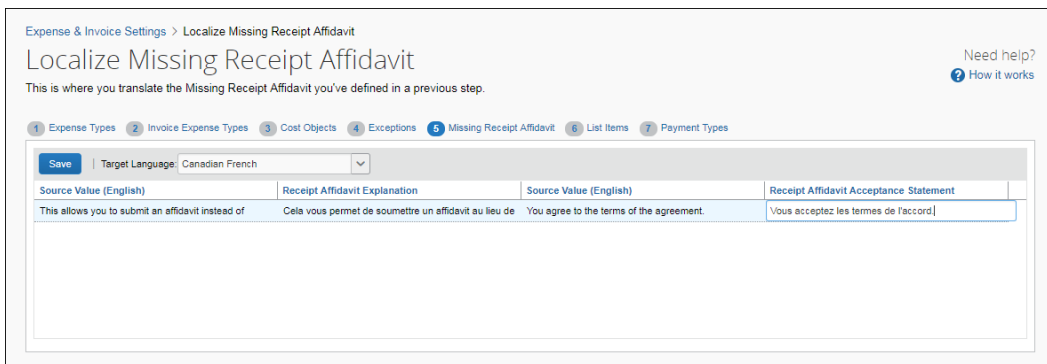 Expense & Invoice Settings > Localize Missing Receipt Affidavit
Localize Missing Receipt Affidavit
Need help?
? How it works
This is where you translate the Missing Receipt Affidavit you've defined in a previous step.
1 Expense Types 2 Invoice Expense Types 3 Cost Objects 4 Exceptions 5 Missing Receipt Affidavit 6 List Items 7 Payment Types
Save | Target Language: Canadian French
Source Value (English) Receipt Affidavit Explanation Source Value (English) Receipt Affidavit Acceptance Statement
This allows you to submit an affidavit instead of Cela vous permet de soumettre un affidavit au lieu de You agree to the terms of the agreement. Vous acceptez les termes de l'accord.